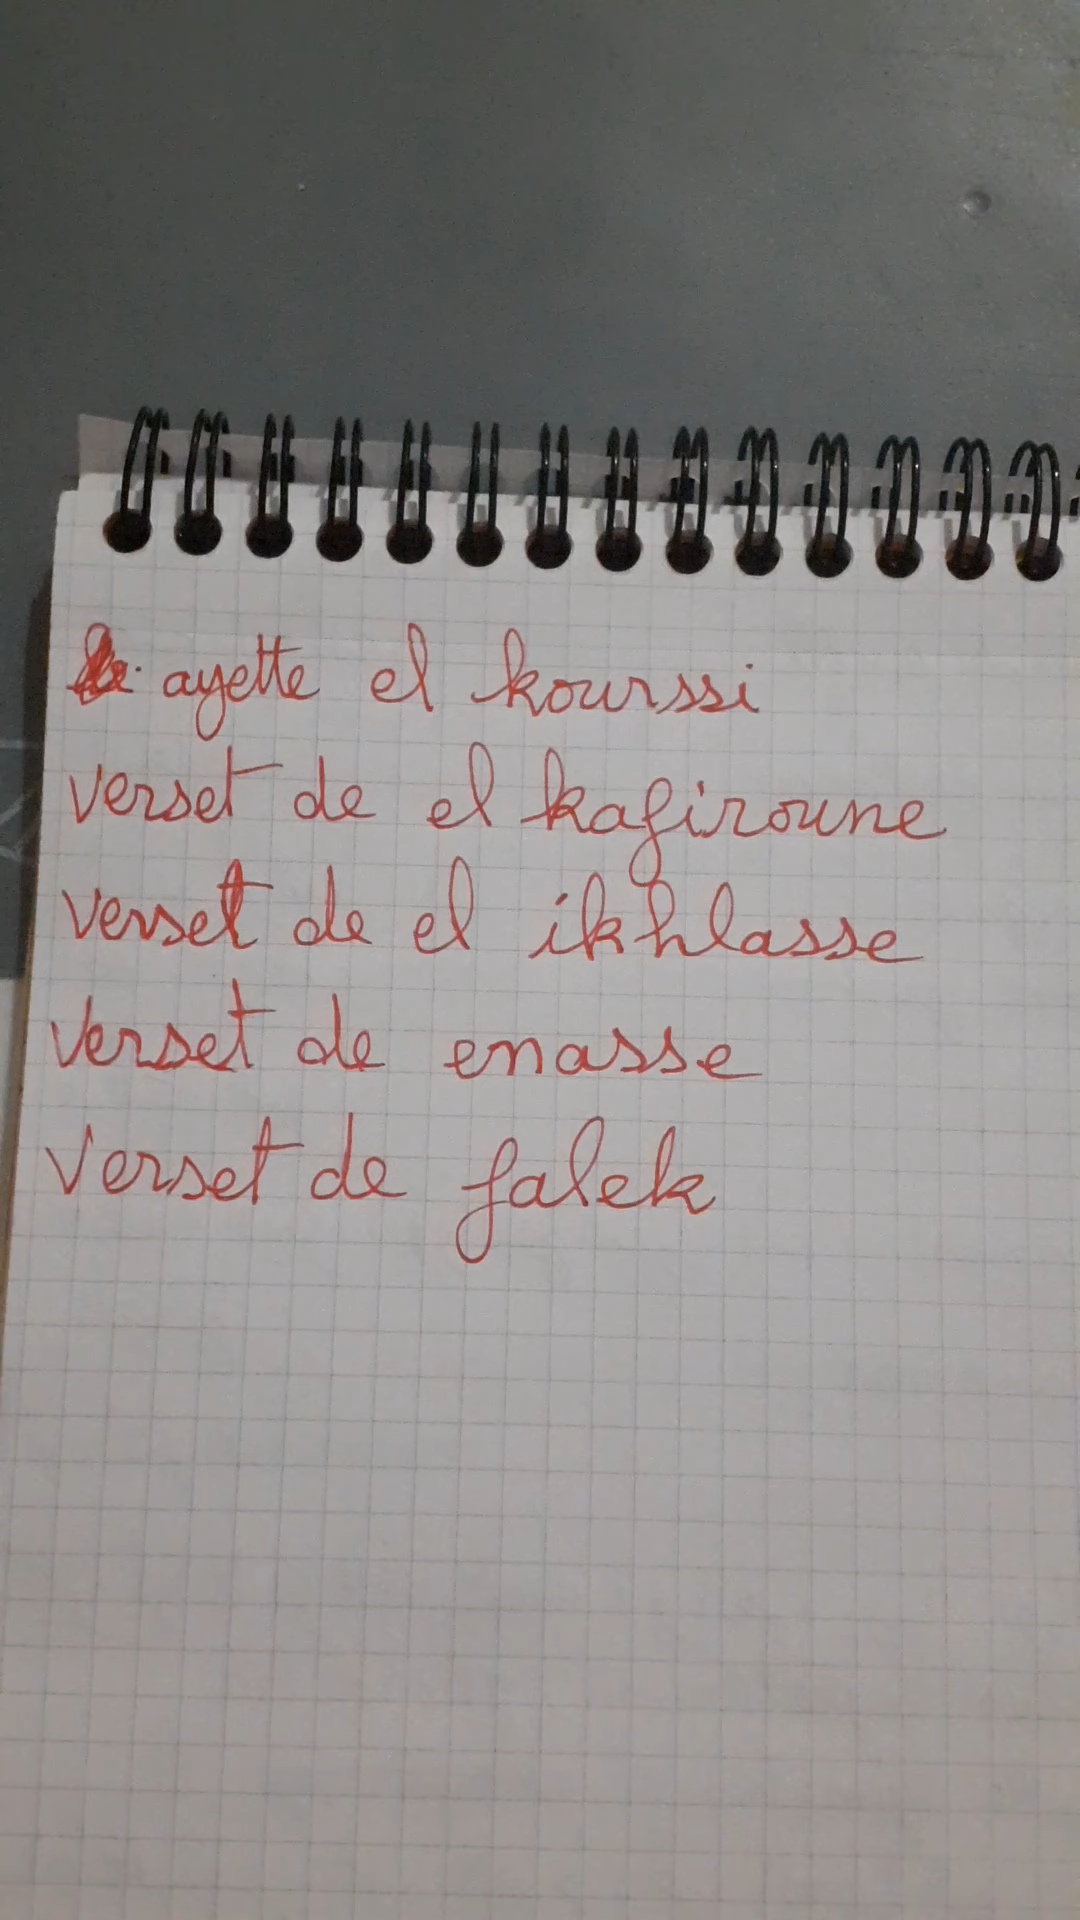 ayette el kourssi
verset de el kafiroune
verset de el ikhlasse
verset de enasse
verset de falek